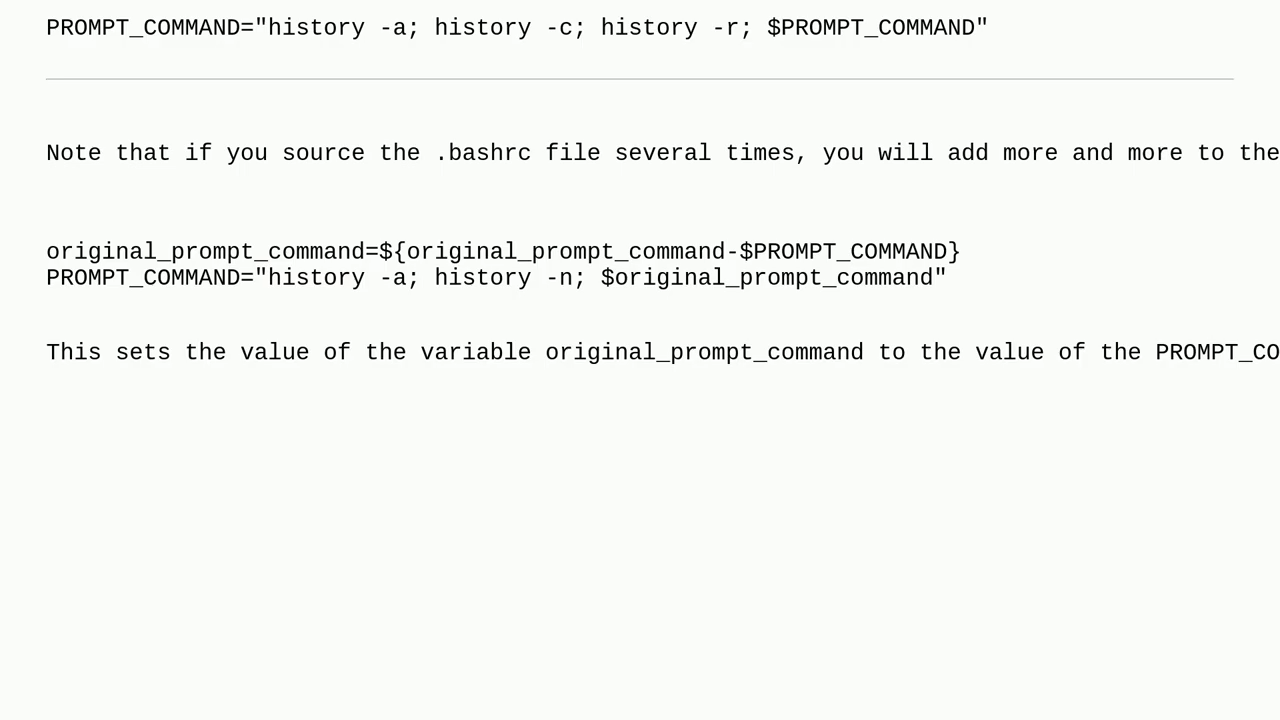 PROMPT_COMMAND="history -a; history -c; history -r; $PROMPT_COMMAND"
Note that if you source the .bashrc file several times, you will add more and more to the
original_prompt_command=${original_prompt_command-$PROMPT_COMMAND}
PROMPT_COMMAND="history -a; history -n; $original_prompt_command"
This sets the value of the variable original_prompt_command to the value of the PROMPT_CO